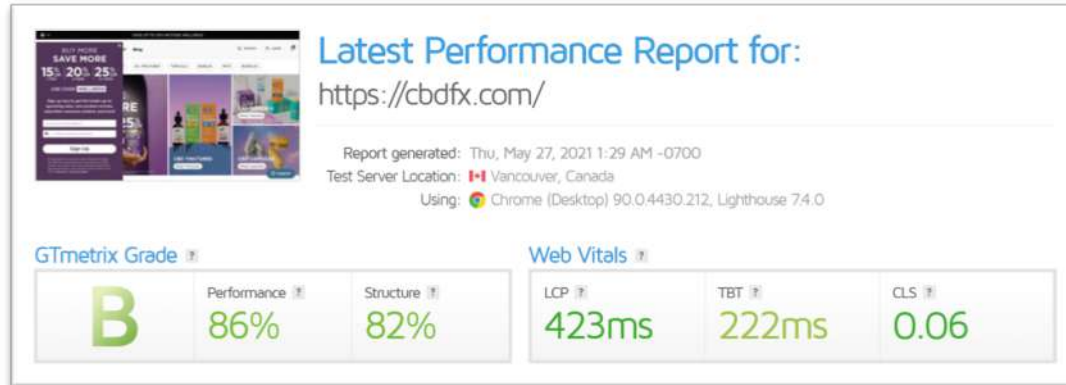 BUY MORE
SAVE MORE
15% 20% 25%
Sign Up
Blog
Latest Performance Report for:
https://cbdfx.com/
Report generated: Thu, May 27, 2021 1:29 AM -0700
Test Server Location: Vancouver, Canada
Using: Chrome (Desktop) 90.0.4430.212, Lighthouse 7.4.0
GTmetrix Grade ?
Web Vitals ?
B
Performance ?
86%
Structure ?
82%
LCP ?
423ms
TBT ?
222ms
CLS ?
0.06